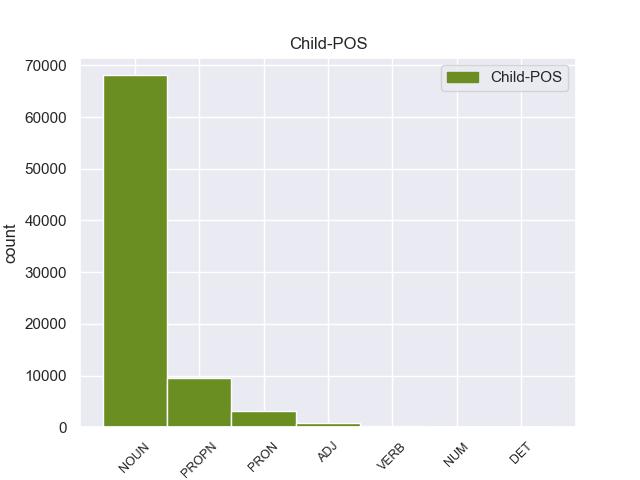 Child-POS
Child-POS
70000
60000
50000
40000
30000
20000
10000
0
count
NOUN
PROPN
PRON
ADJ
VERB
NUM
DET